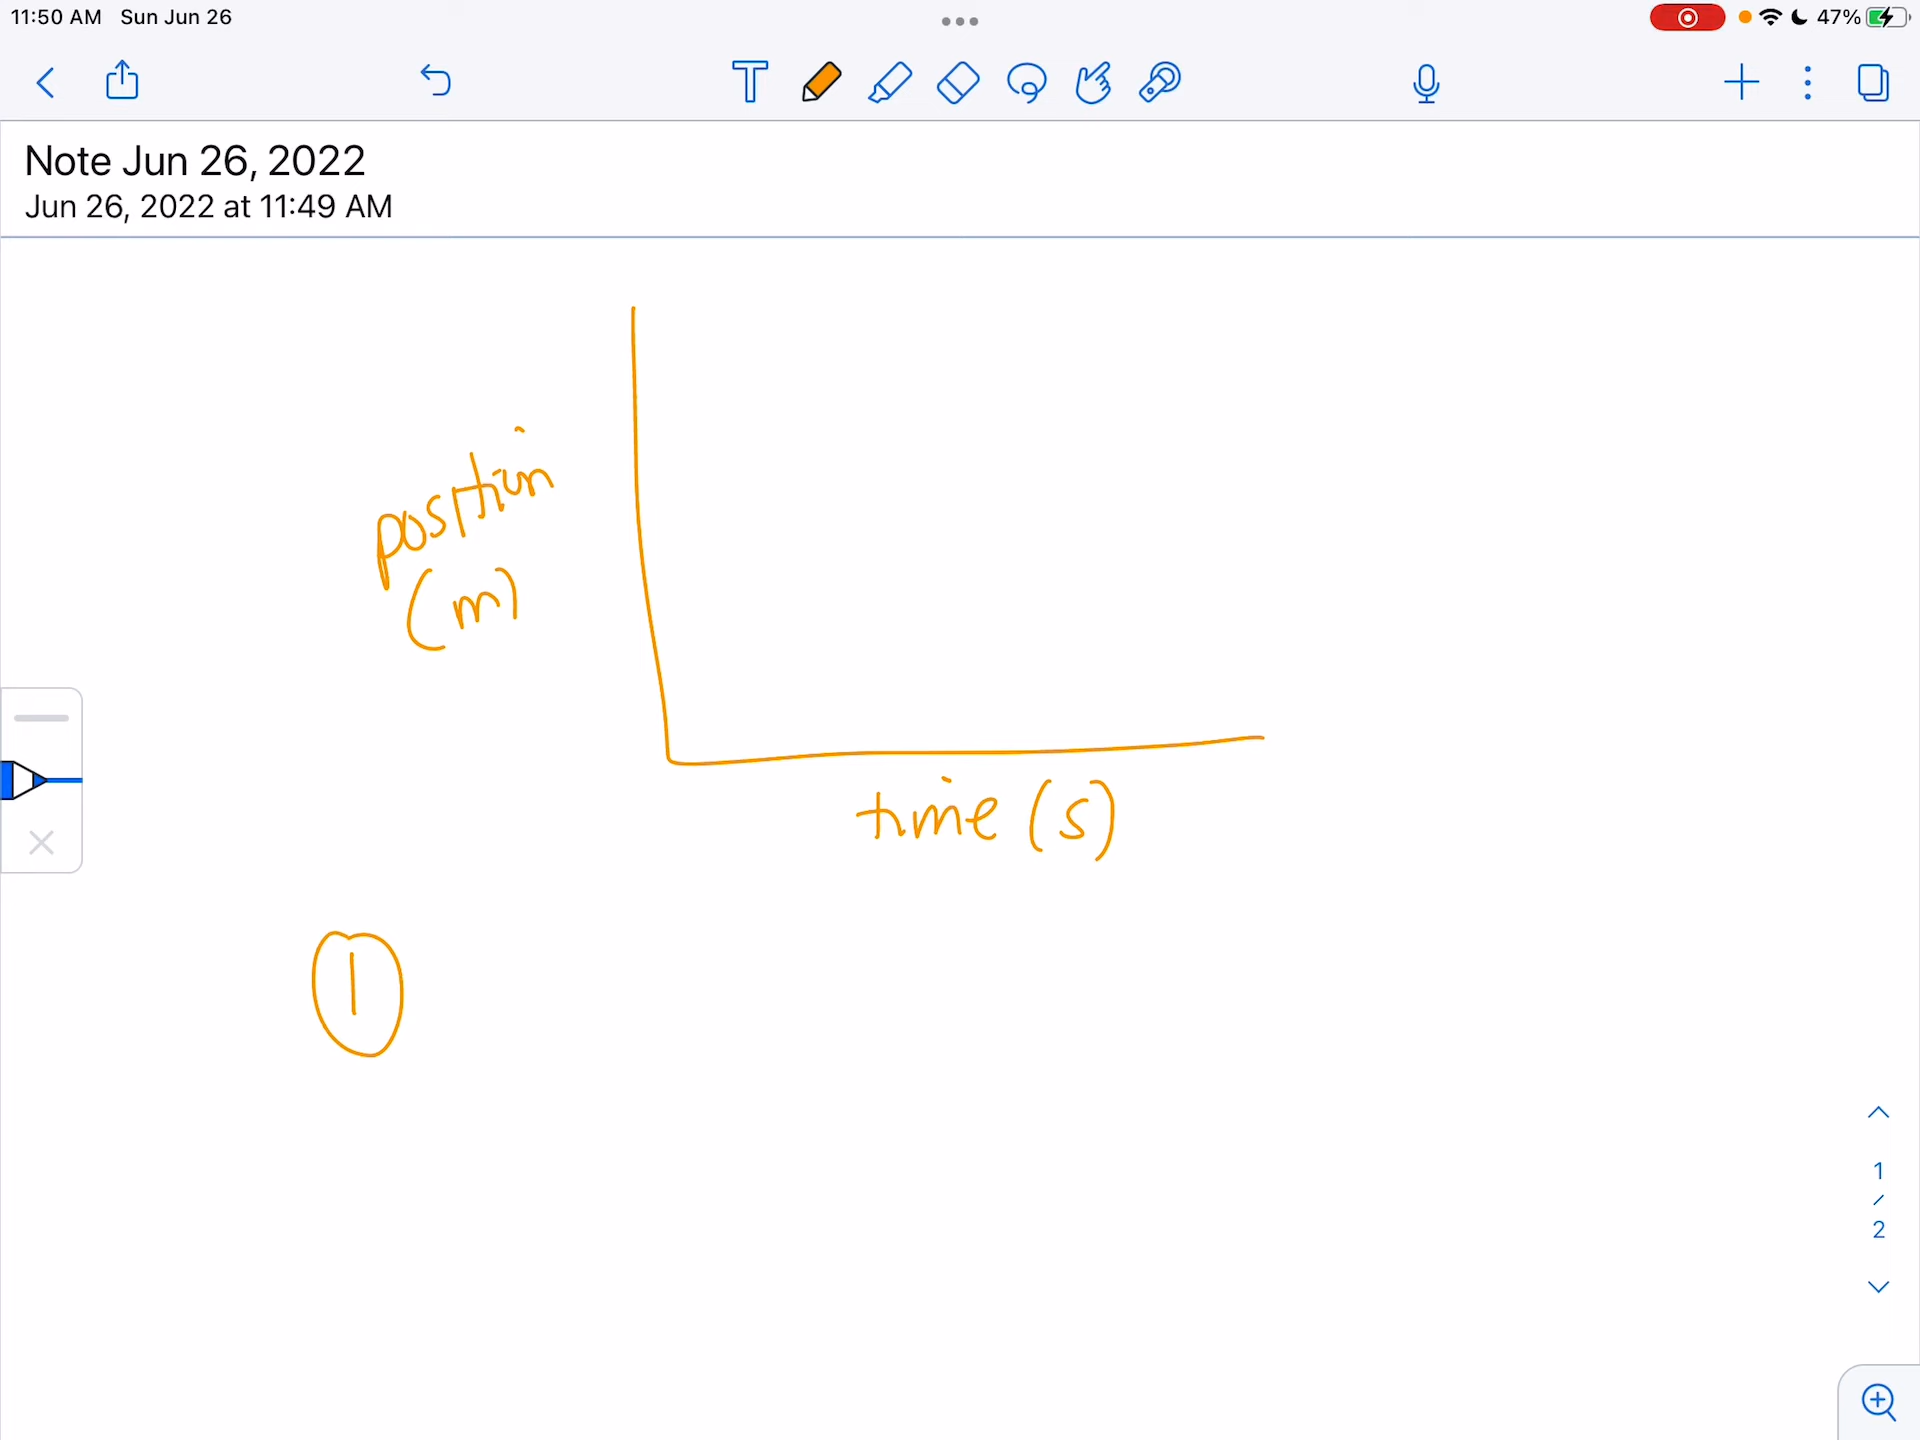 11:50 AM Sun Jun 26
47%
T
Note Jun 26, 2022
Jun 26, 2022 at 11:49 AM
position
(m)
time (s)
1
1
/
2